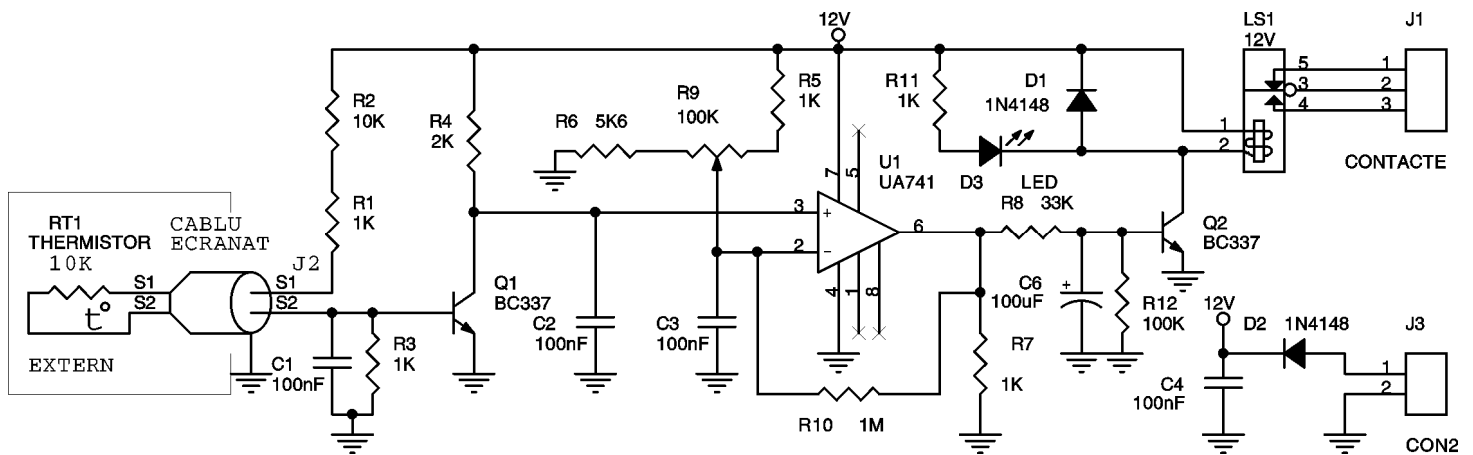 12V
LS1
12V
J1
R2
10K
R4
2K
R9
100K
R5
1K
R11
1K
D1
1N4148
5
3
4
1
2
3
R6 5K6
7
5
U1
UA741
1
2
D3
LED
CONTACTE
RT1
THERMISTOR
10K
CABLU
ECRANAT
R1
1K
3
+
2
–
6
R8 33K
Q2
BC337
J2
S1
S2
t°
S1
S2
Q1
BC337
4
1
8
C6
100uF
+
R12
100K
12V
D2
1N4148
J3
EXTERN
C1
100nF
R3
1K
C2
100nF
C3
100nF
R7
1K
C4
100nF
1
2
R10 1M
CON2